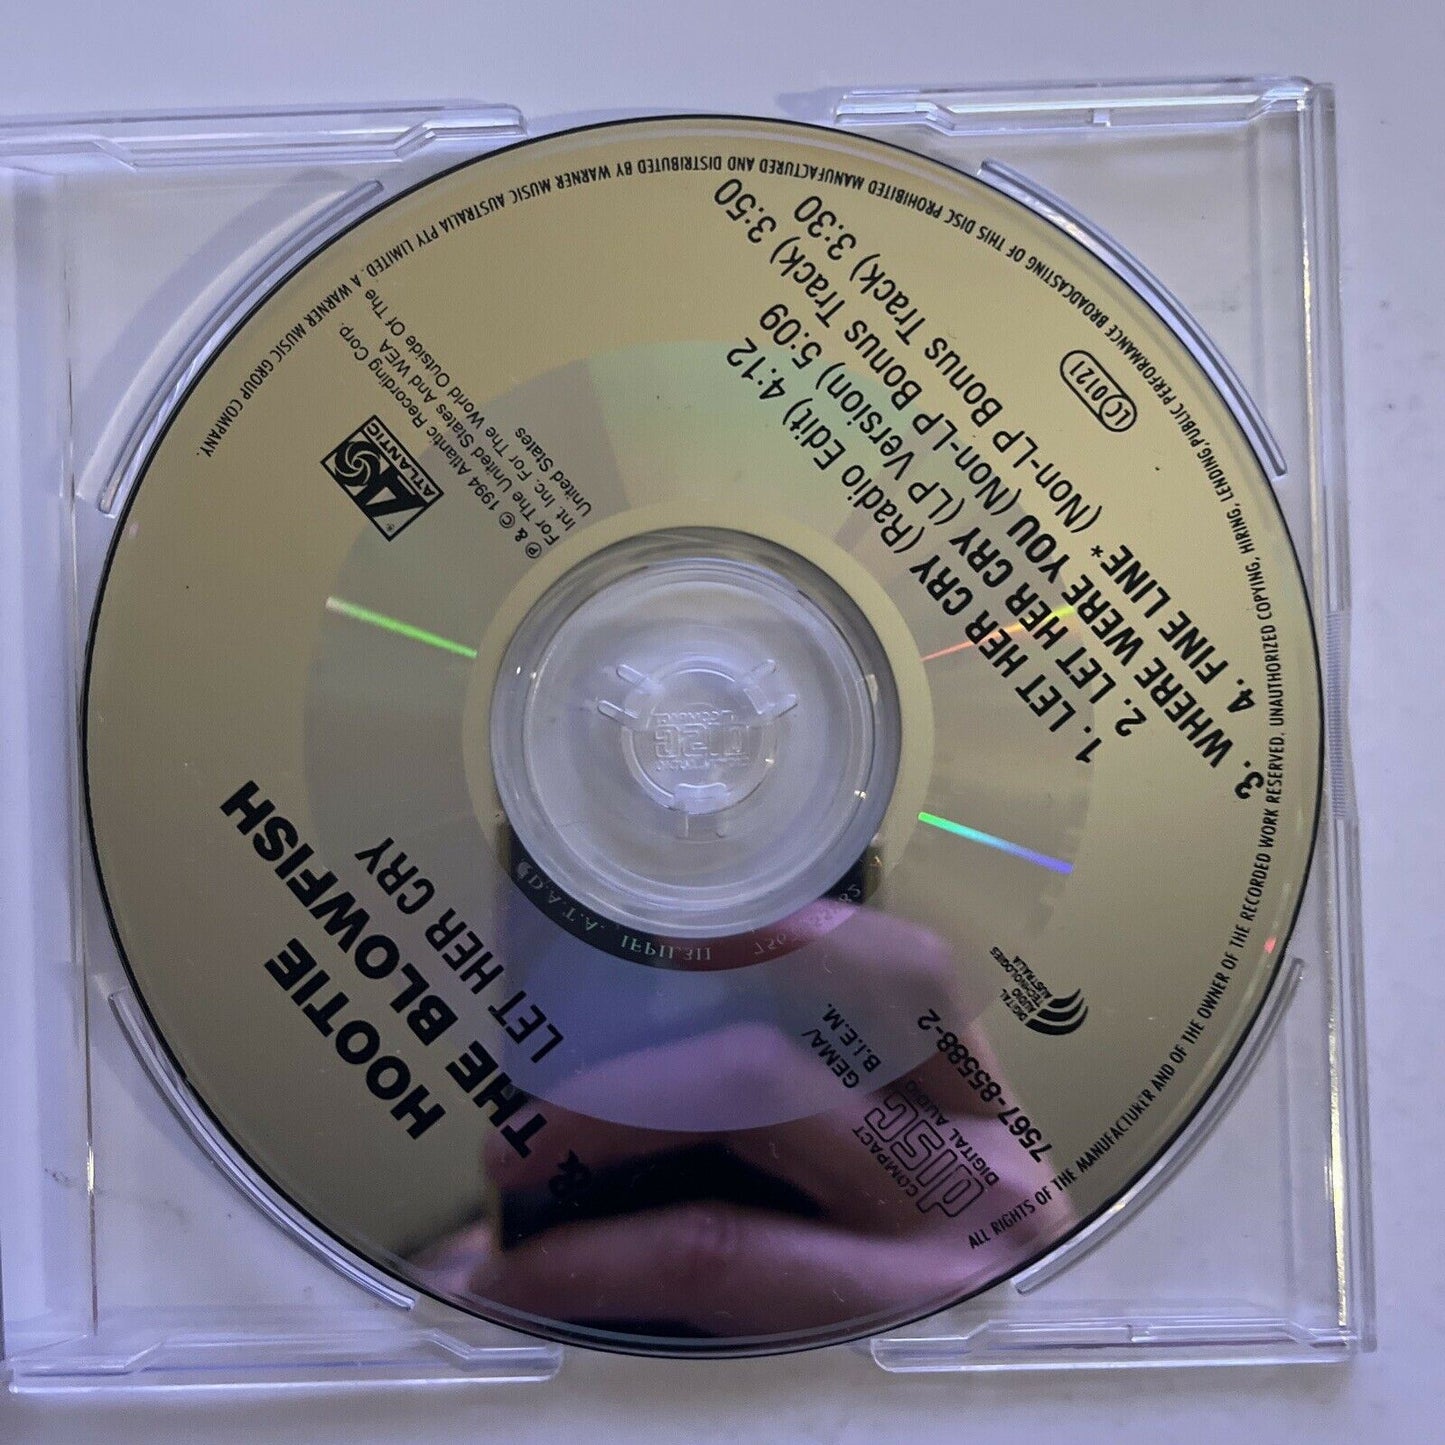 HOOTIE
& THE BLOWFISH
LET HER CRY
ATLANTIC
®
℗ & © 1994 Atlantic Recording Corp.
For The United States And WEA
Int. Inc. For The World Outside Of The
United States
1. LET HER CRY (Radio Edit) 4:12
2. LET HER CRY (LP Version) 5:09
3. WHERE WERE YOU (Non-LP Bonus Track) 3:50
4. FINE LINE* (Non-LP Bonus Track) 3:30
LC 0121
GEMA/
B.I.E.M.
COMPACT
disc
DIGITAL AUDIO
7567-85588-2
DIGITAL
AUDIO
TECHNOLOGIES
AUSTRALIA
ALL RIGHTS OF THE MANUFACTURER AND OF THE OWNER OF THE RECORDED WORK RESERVED. UNAUTHORIZED COPYING, HIRING, LENDING, PUBLIC PERFORMANCE BROADCASTING OF THIS DISC PROHIBITED MANUFACTURED AND DISTRIBUTED BY WARNER MUSIC AUSTRALIA PTY LIMITED. A WARNER MUSIC GROUP COMPANY.